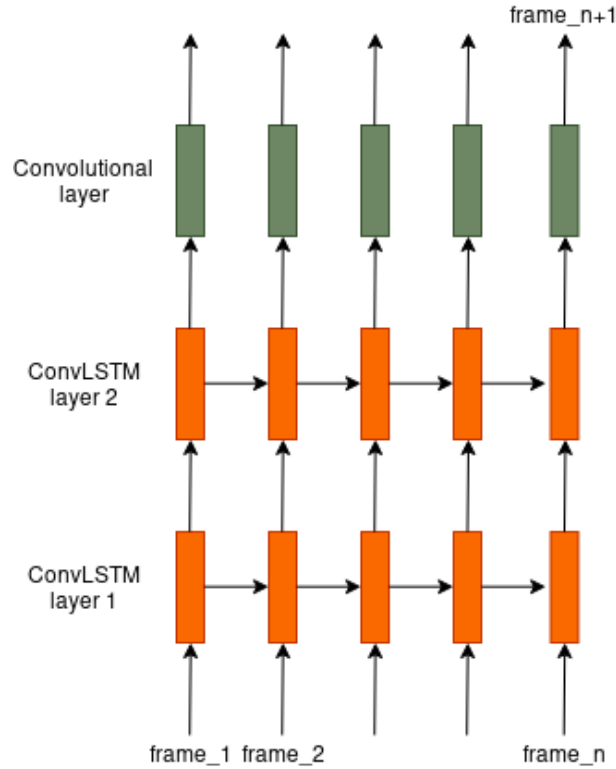 frame_n+1
Convolutional
layer
ConvLSTM
layer 2
ConvLSTM
layer 1
frame_1 frame_2 frame_n